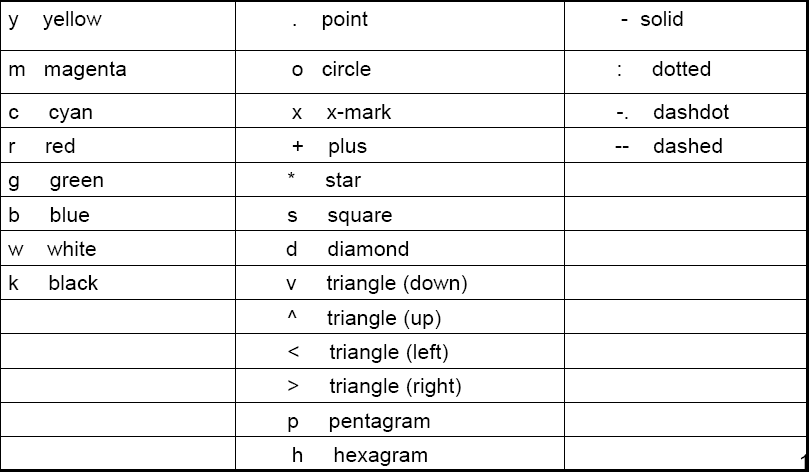 y yellow . point - solid
m magenta o circle : dotted
c cyan x x-mark -. dashdot
r red + plus -- dashed
g green * star
b blue s square
w white d diamond
k black v triangle (down)
^ triangle (up)
< triangle (left)
> triangle (right)
p pentagram
h hexagram